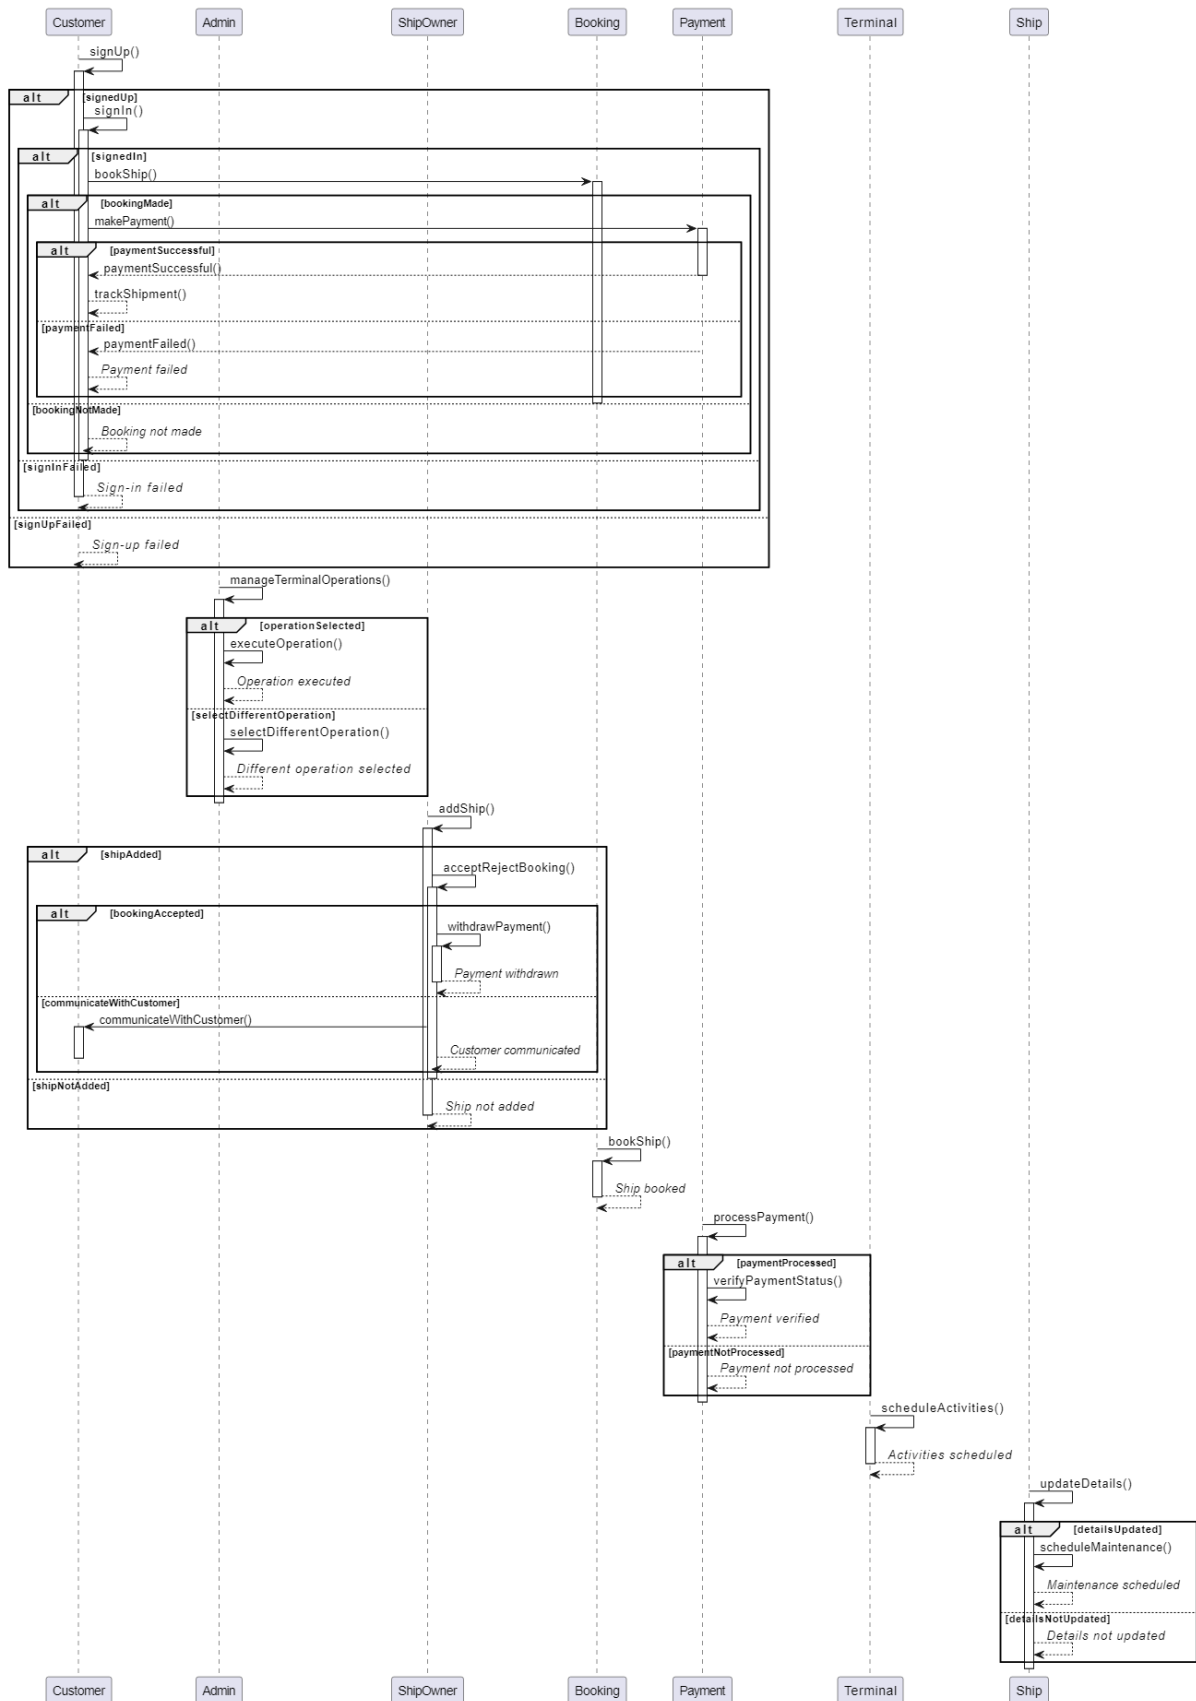 Customer Admin ShipOwner Booking Payment Terminal Ship
signUp()
alt [signedUp]
signIn()
alt [signedIn]
bookShip()
alt [bookingMade]
makePayment()
alt [paymentSuccessful]
paymentSuccessful()
trackShipment()
[paymentFailed]
paymentFailed()
Payment failed
[bookingNotMade]
Booking not made
[signInFailed]
Sign-in failed
[signUpFailed]
Sign-up failed
manageTerminalOperations()
alt [operationSelected]
executeOperation()
Operation executed
[selectDifferentOperation]
selectDifferentOperation()
Different operation selected
addShip()
alt [shipAdded]
acceptRejectBooking()
alt [bookingAccepted]
withdrawPayment()
Payment withdrawn
[communicateWithCustomer]
communicateWithCustomer()
Customer communicated
[shipNotAdded]
Ship not added
bookShip()
Ship booked
processPayment()
alt [paymentProcessed]
verifyPaymentStatus()
Payment verified
[paymentNotProcessed]
Payment not processed
scheduleActivities()
Activities scheduled
updateDetails()
alt [detailsUpdated]
scheduleMaintenance()
Maintenance scheduled
[detailsNotUpdated]
Details not updated
Customer Admin ShipOwner Booking Payment Terminal Ship